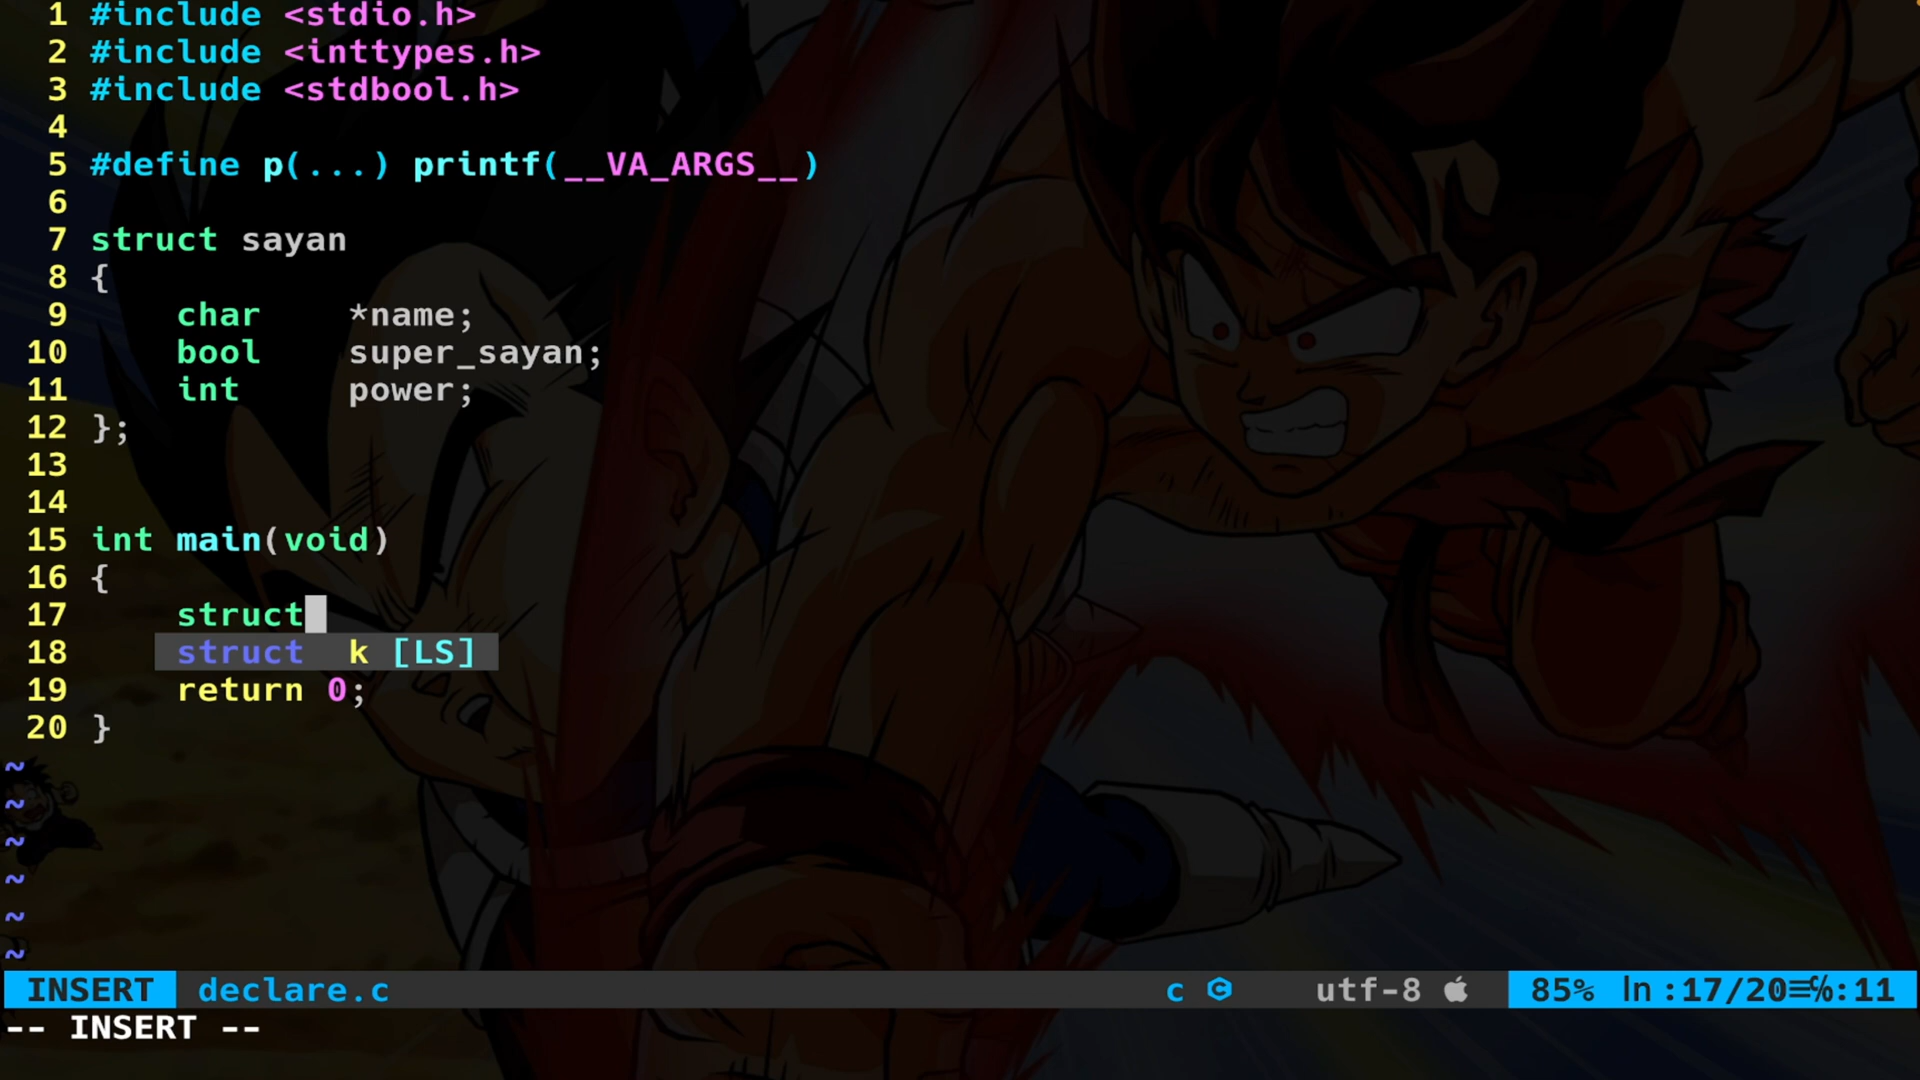 1 #include <stdio.h>
2 #include <inttypes.h>
3 #include <stdbool.h>
4
5 #define p(...) printf(__VA_ARGS__)
6
7 struct sayan
8 {
9     char    *name;
10     bool    super_sayan;
11     int     power;
12 };
13
14
15 int main(void)
16 {
17     struct
18     struct  k [LS]
19     return 0;
20 }
~
~
~
~
~
~
INSERT declare.c c utf-8 85% ln :17/20≡℅:11
-- INSERT --